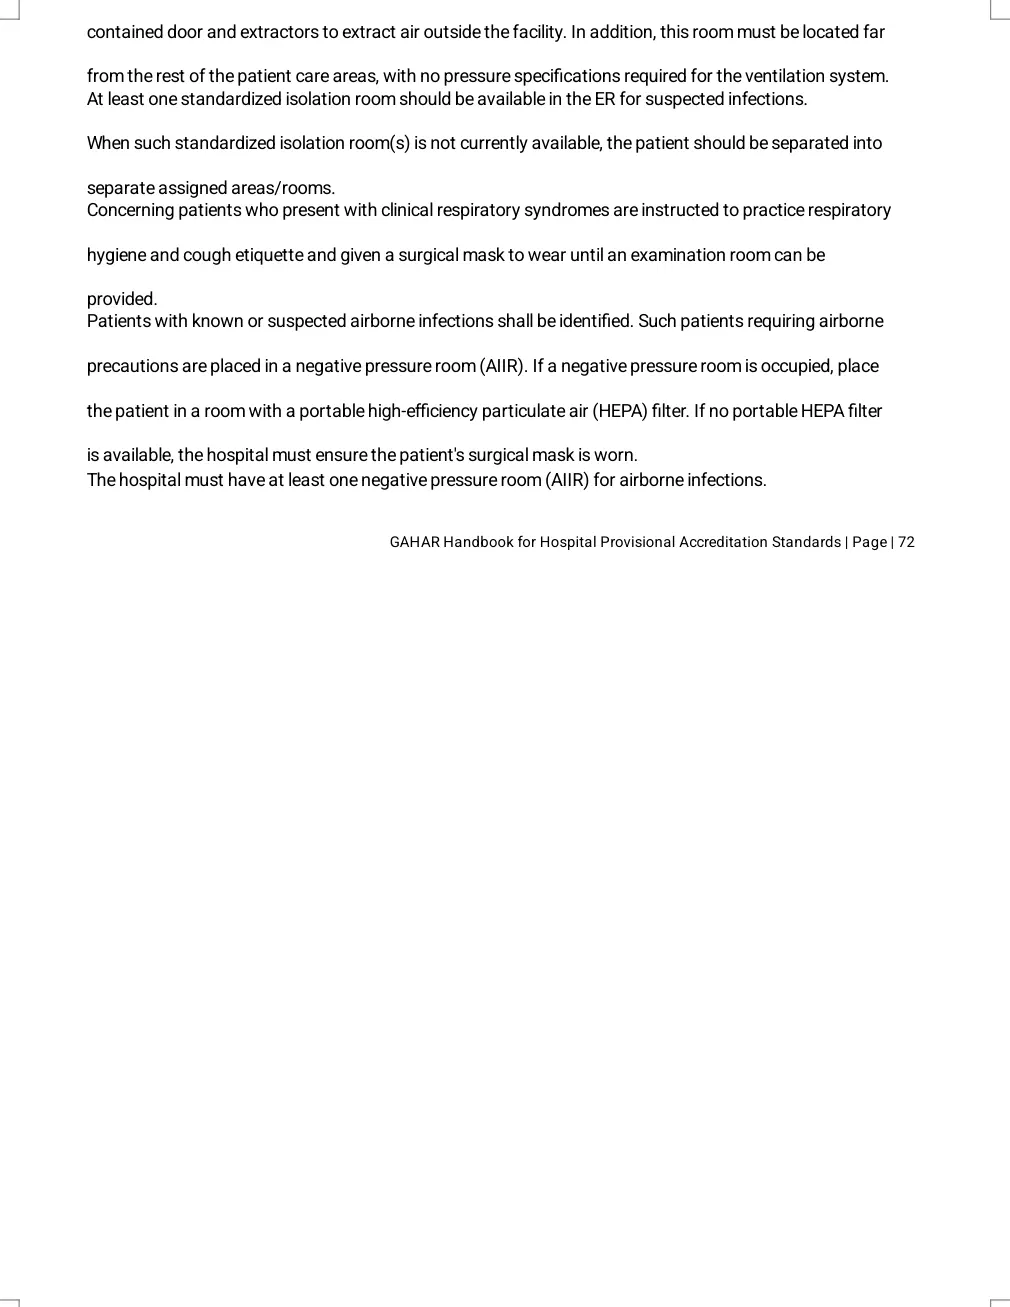 contained door and extractors to extract air outside the facility. In addition, this room must be located far
from the rest of the patient care areas, with no pressure specifications required for the ventilation system.
At least one standardized isolation room should be available in the ER for suspected infections.
When such standardized isolation room(s) is not currently available, the patient should be separated into
separate assigned areas/rooms.
Concerning patients who present with clinical respiratory syndromes are instructed to practice respiratory
hygiene and cough etiquette and given a surgical mask to wear until an examination room can be
provided.
Patients with known or suspected airborne infections shall be identified. Such patients requiring airborne
precautions are placed in a negative pressure room (AIIR). If a negative pressure room is occupied, place
the patient in a room with a portable high-efficiency particulate air (HEPA) filter. If no portable HEPA filter
is available, the hospital must ensure the patient's surgical mask is worn.
The hospital must have at least one negative pressure room (AIIR) for airborne infections.
GAHAR Handbook for Hospital Provisional Accreditation Standards | Page | 72